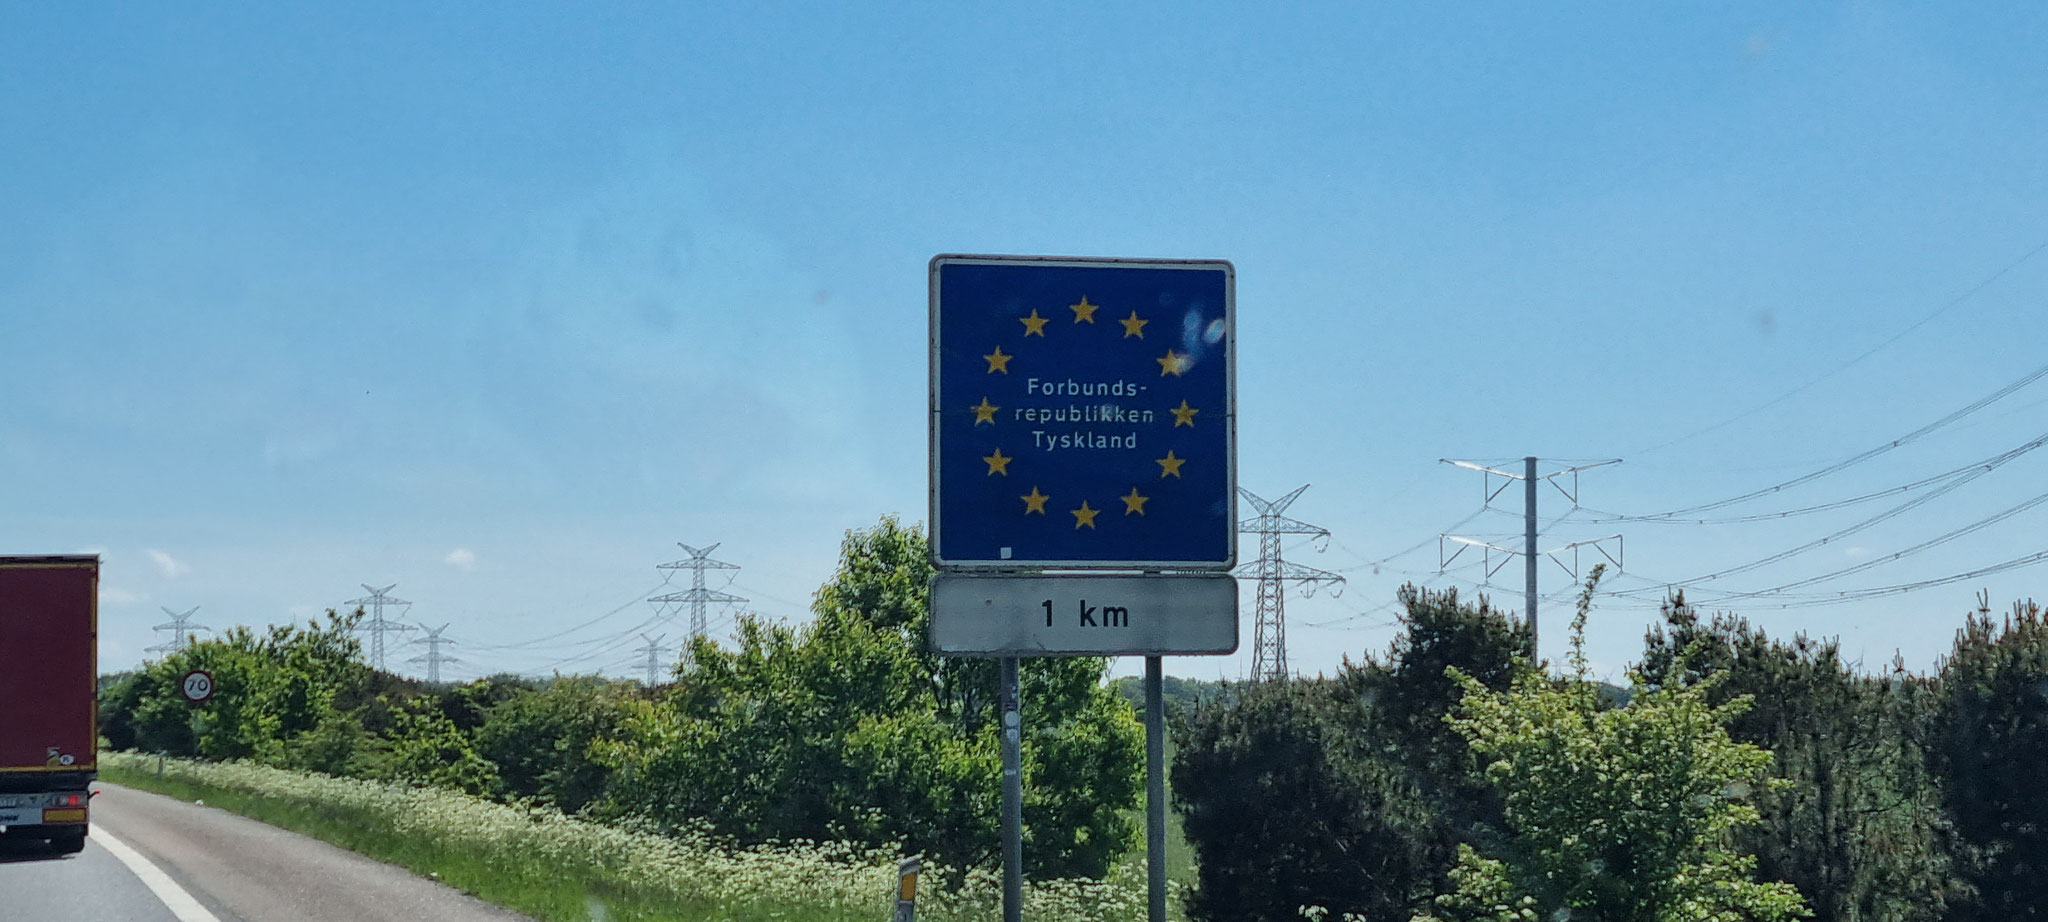 Forbunds-
republikken
Tyskland
1 km
70